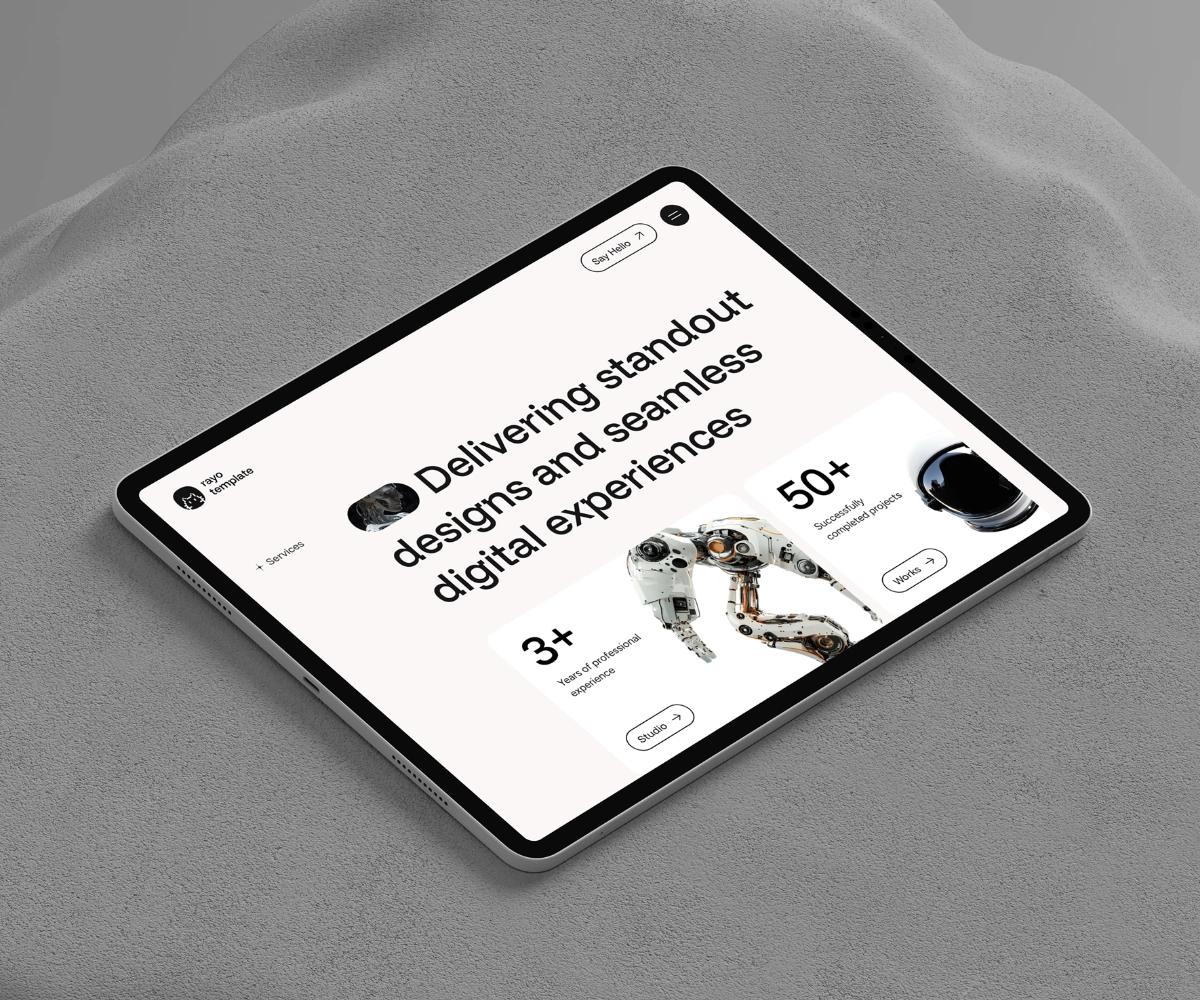 rayo
template
Say Hello
Services
Delivering standout
designs and seamless
digital experiences
3+
Years of professional
experience
Studio
50+
Successfully
completed projects
Works